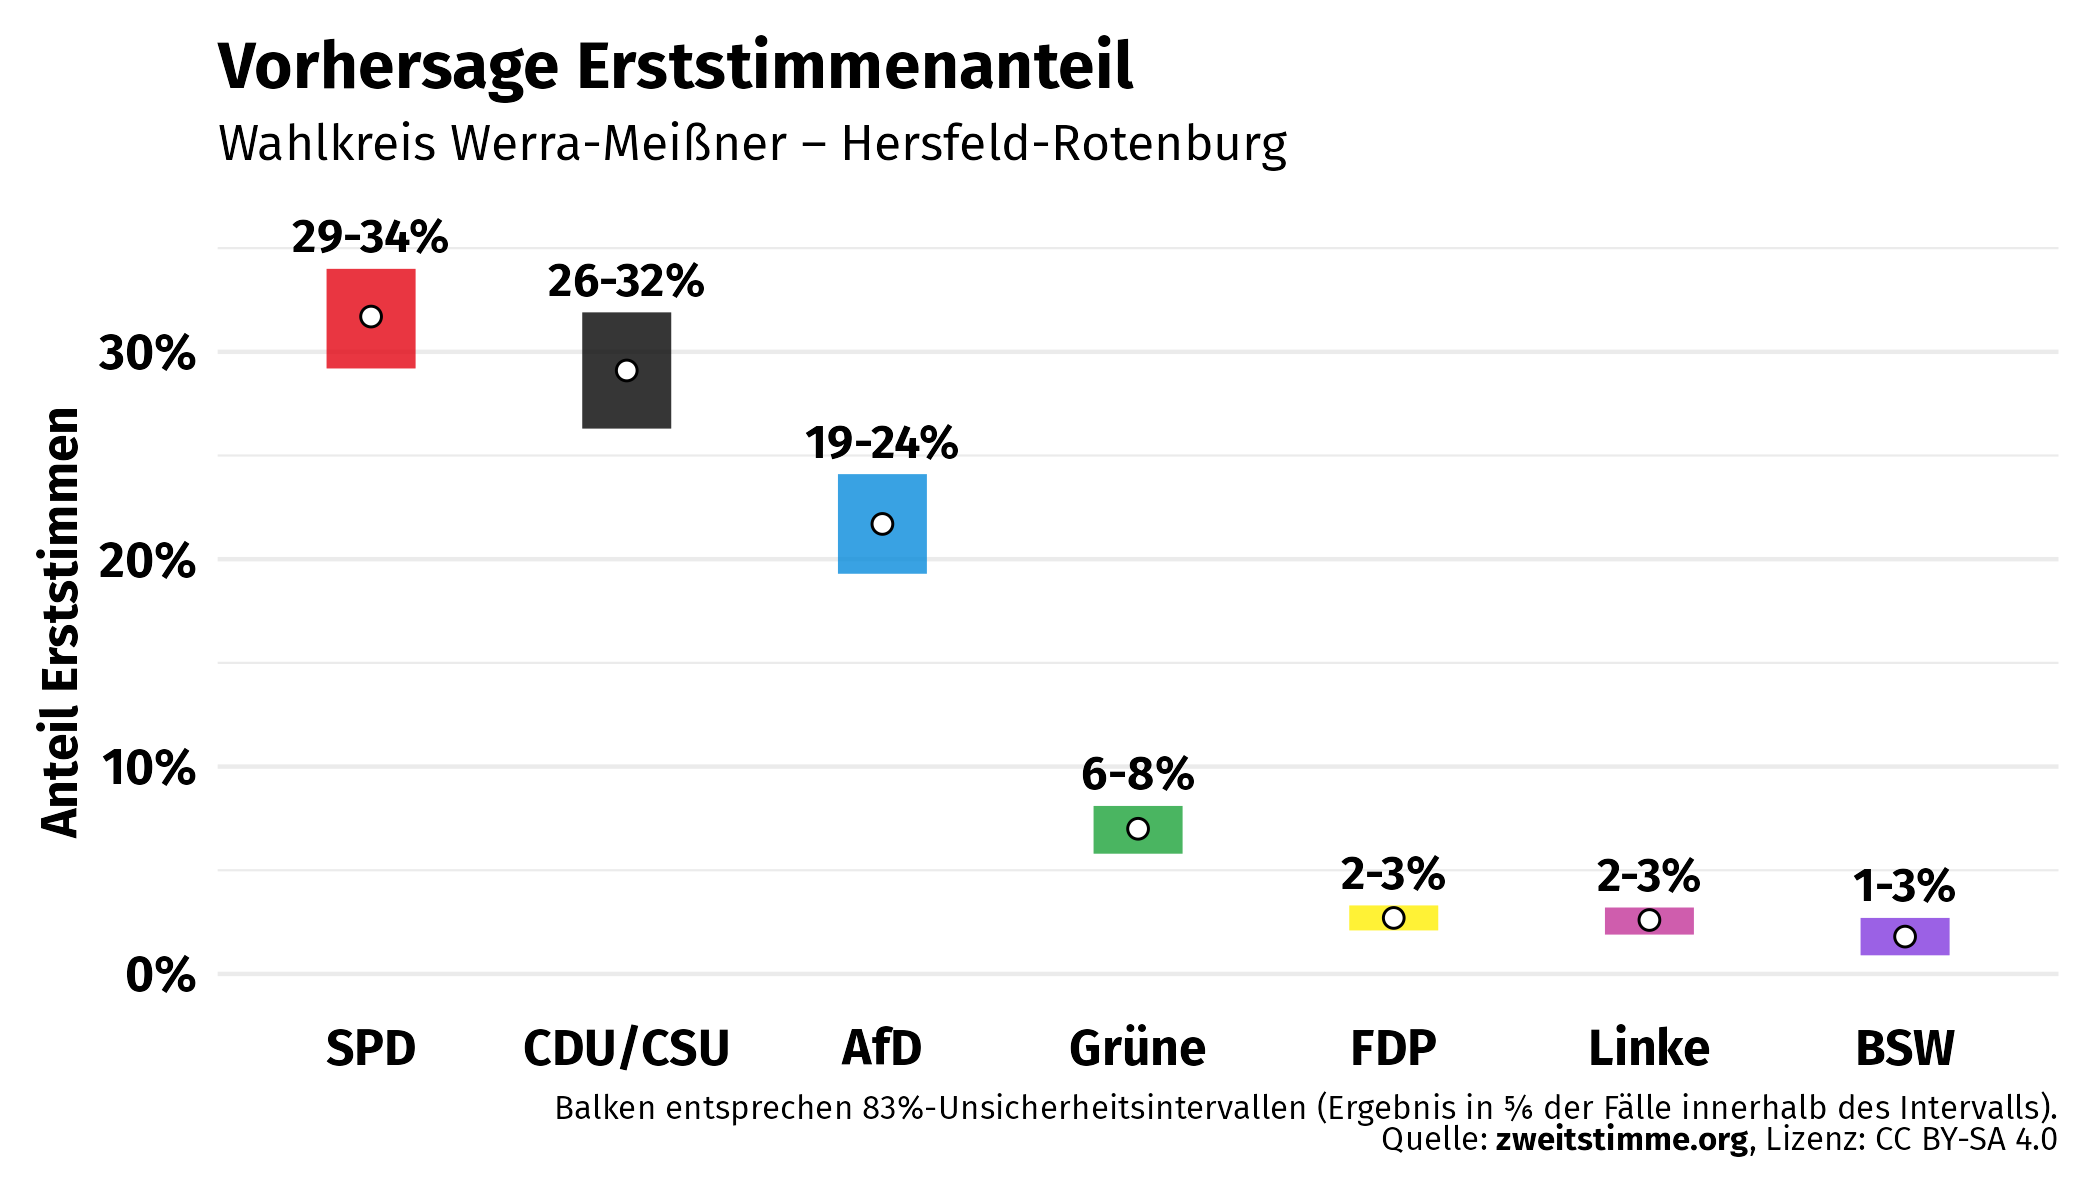 Vorhersage Erststimmenanteil
Wahlkreis Werra-Meißner – Hersfeld-Rotenburg
Anteil Erststimmen
30%
20%
10%
0%
29-34%
26-32%
19-24%
6-8%
2-3%
2-3%
1-3%
SPD
CDU/CSU
AfD
Grüne
FDP
Linke
BSW
Balken entsprechen 83%-Unsicherheitsintervallen (Ergebnis in ⅚ der Fälle innerhalb des Intervalls).
Quelle: zweitstimme.org, Lizenz: CC BY-SA 4.0